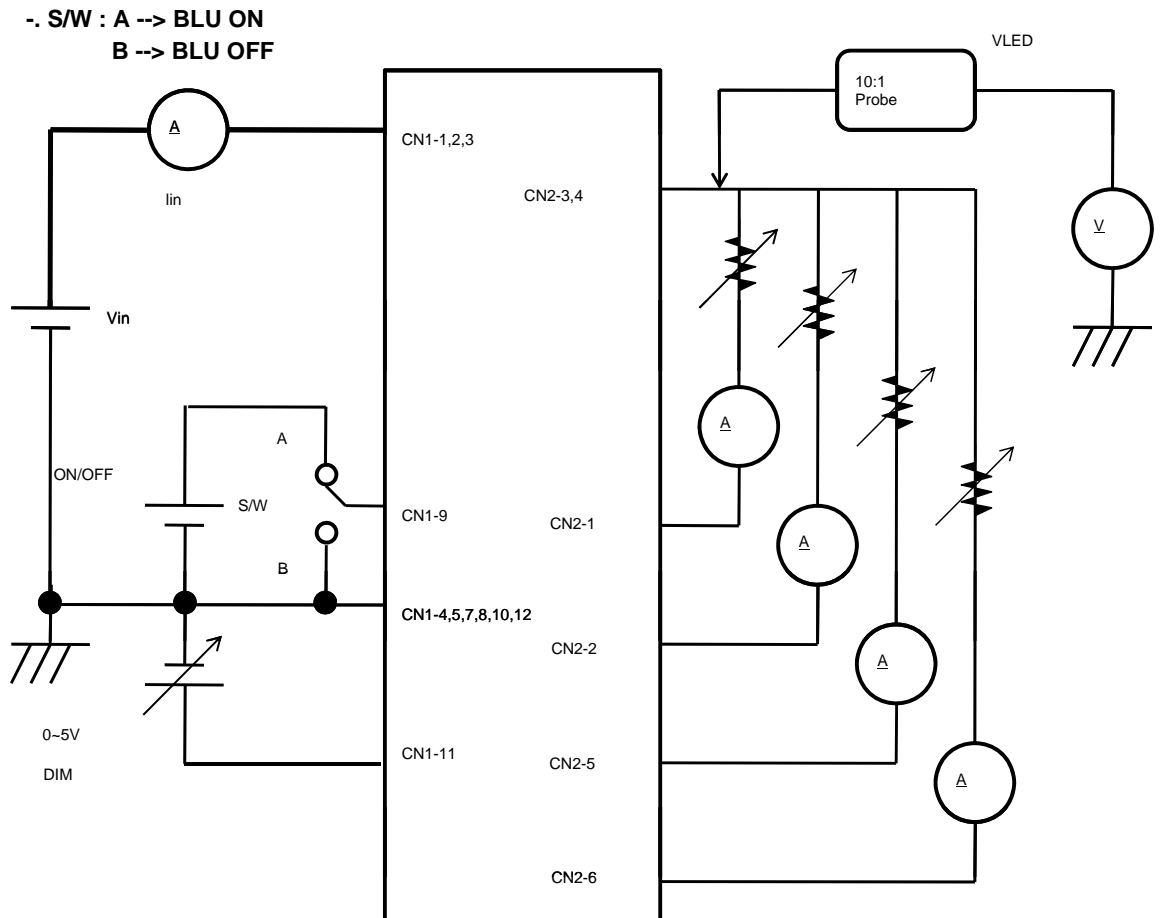 -. S/W : A --> BLU ON
B --> BLU OFF
VLED
10:1
Probe
A
CN1-1,2,3
Iin
CN2-3,4
V
Vin
A
A
ON/OFF
S/W
CN1-9
CN2-1
A
B
CN1-4,5,7,8,10,12
CN2-2
A
0~5V
CN1-11
CN2-5
DIM
A
CN2-6